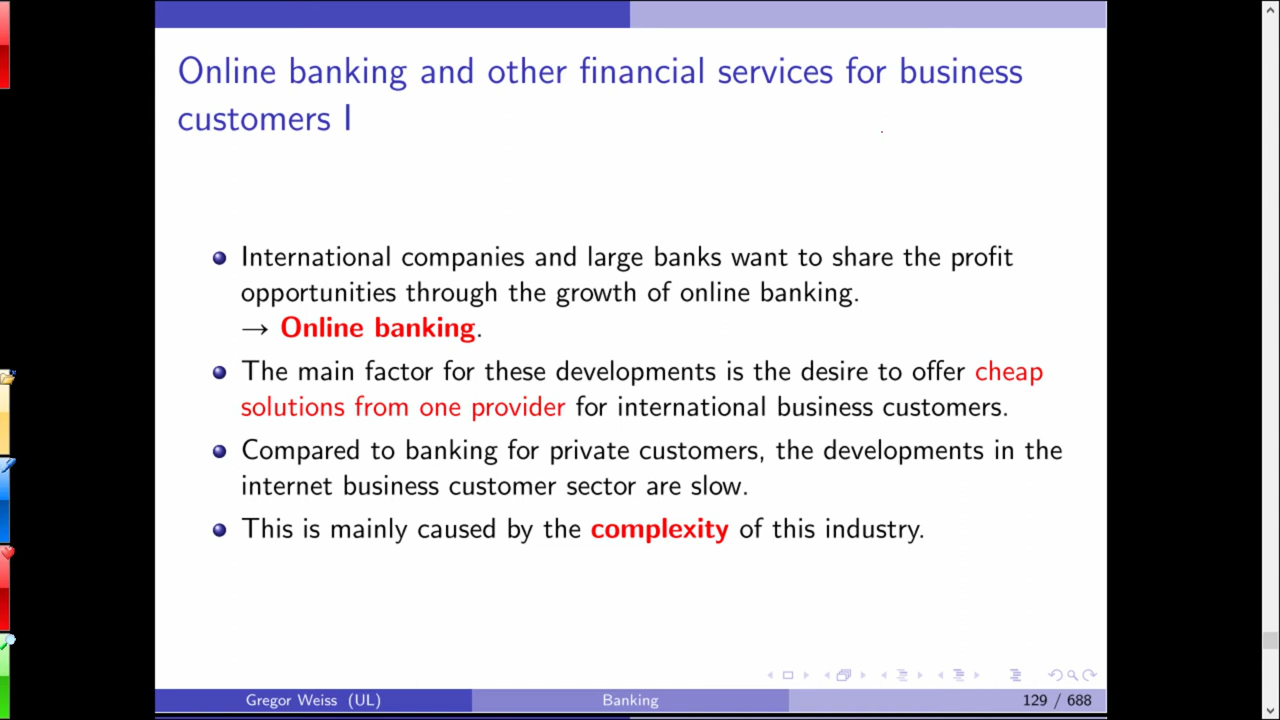 Online banking and other financial services for business
customers I
International companies and large banks want to share the profit
opportunities through the growth of online banking.
→ Online banking.
The main factor for these developments is the desire to offer cheap
solutions from one provider for international business customers.
Compared to banking for private customers, the developments in the
internet business customer sector are slow.
This is mainly caused by the complexity of this industry.
Gregor Weiss (UL) Banking 129 / 688